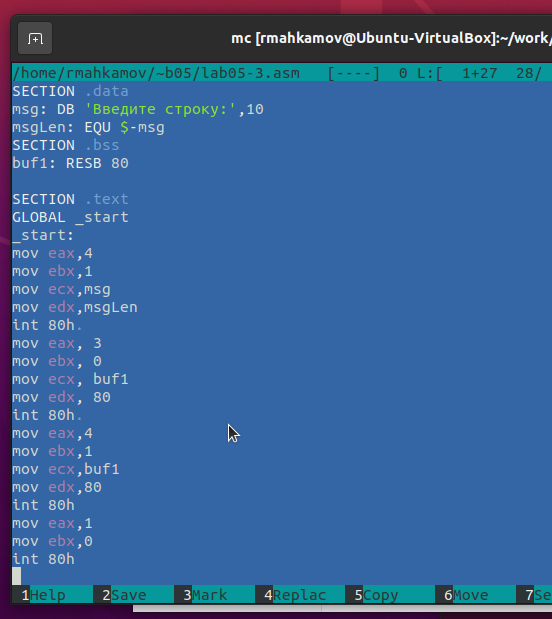 mc [rmahkamov@Ubuntu-VirtualBox]:~/work/
/home/rmahkamov/~b05/lab05-3.asm [----] 0 L:[ 1+27 28/
SECTION .data
msg: DB 'Введите строку:',10
msgLen: EQU $-msg
SECTION .bss
buf1: RESB 80
SECTION .text
GLOBAL _start
_start:
mov eax,4
mov ebx,1
mov ecx,msg
mov edx,msgLen
int 80h.
mov eax, 3
mov ebx, 0
mov ecx, buf1
mov edx, 80
int 80h.
mov eax,4
mov ebx,1
mov ecx,buf1
mov edx,80
int 80h
mov eax,1
mov ebx,0
int 80h
1Help 2Save 3Mark 4Replac 5Copy 6Move 7Se